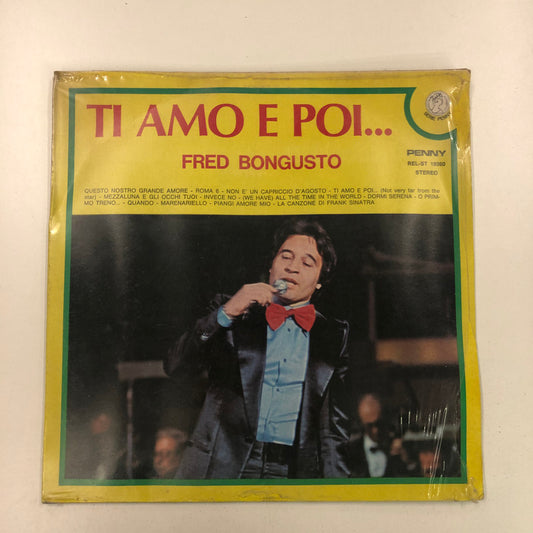 TI AMO E POI...
FRED BONGUSTO
PENNY
REL-ST 19360
STEREO
QUESTO NOSTRO GRANDE AMORE - ROMA 6 - NON E' UN CAPRICCIO D'AGOSTO - TI AMO E POI... (Not very far from the
star) - MEZZALUNA E GLI OCCHI TUOI - INVECE NO - (WE HAVE) ALL THE TIME IN THE WORLD - DORMI SERENA - O PRIM-
MO TRENO... - QUANDO - MARENARIELLO - PIANGI AMORE MIO - LA CANZONE DI FRANK SINATRA